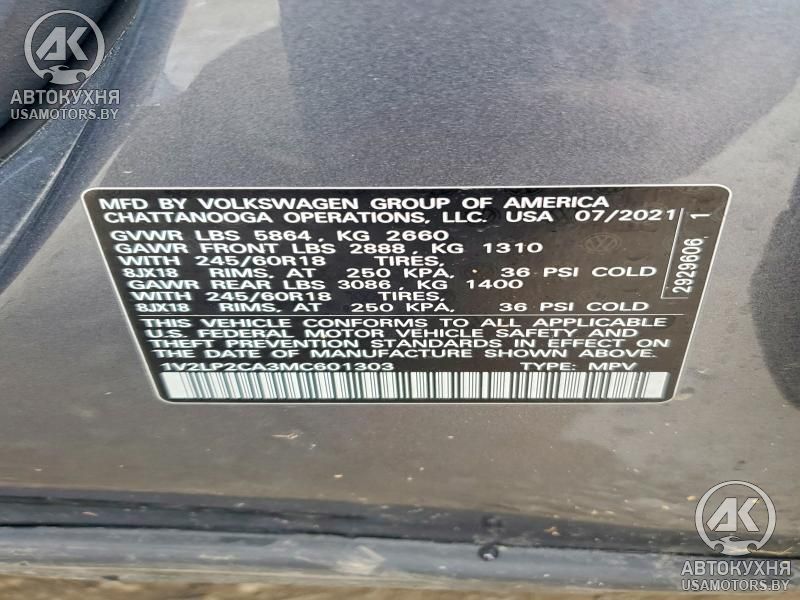 AK
АВТОКУХНЯ
USAMOTORS.BY
MFD BY VOLKSWAGEN GROUP OF AMERICA
CHATTANOOGA OPERATIONS, LLC. USA 07/2021
GVWR LBS 5864, KG 2660
GAWR FRONT LBS 2888, KG 1310
WITH 245/60R18 TIRES,
8JX18 RIMS, AT 250 KPA, 36 PSI COLD
GAWR REAR LBS 3086, KG 1400
WITH 245/60R18 TIRES,
8JX18 RIMS, AT 250 KPA, 36 PSI COLD
THIS VEHICLE CONFORMS TO ALL APPLICABLE
U.S. FEDERAL MOTOR VEHICLE SAFETY AND
THEFT PREVENTION STANDARDS IN EFFECT ON
THE DATE OF MANUFACTURE SHOWN ABOVE.
1V2LP2CA3MC601303 TYPE: MPV
2929606 1
AK
АВТОКУХНЯ
USAMOTORS.BY